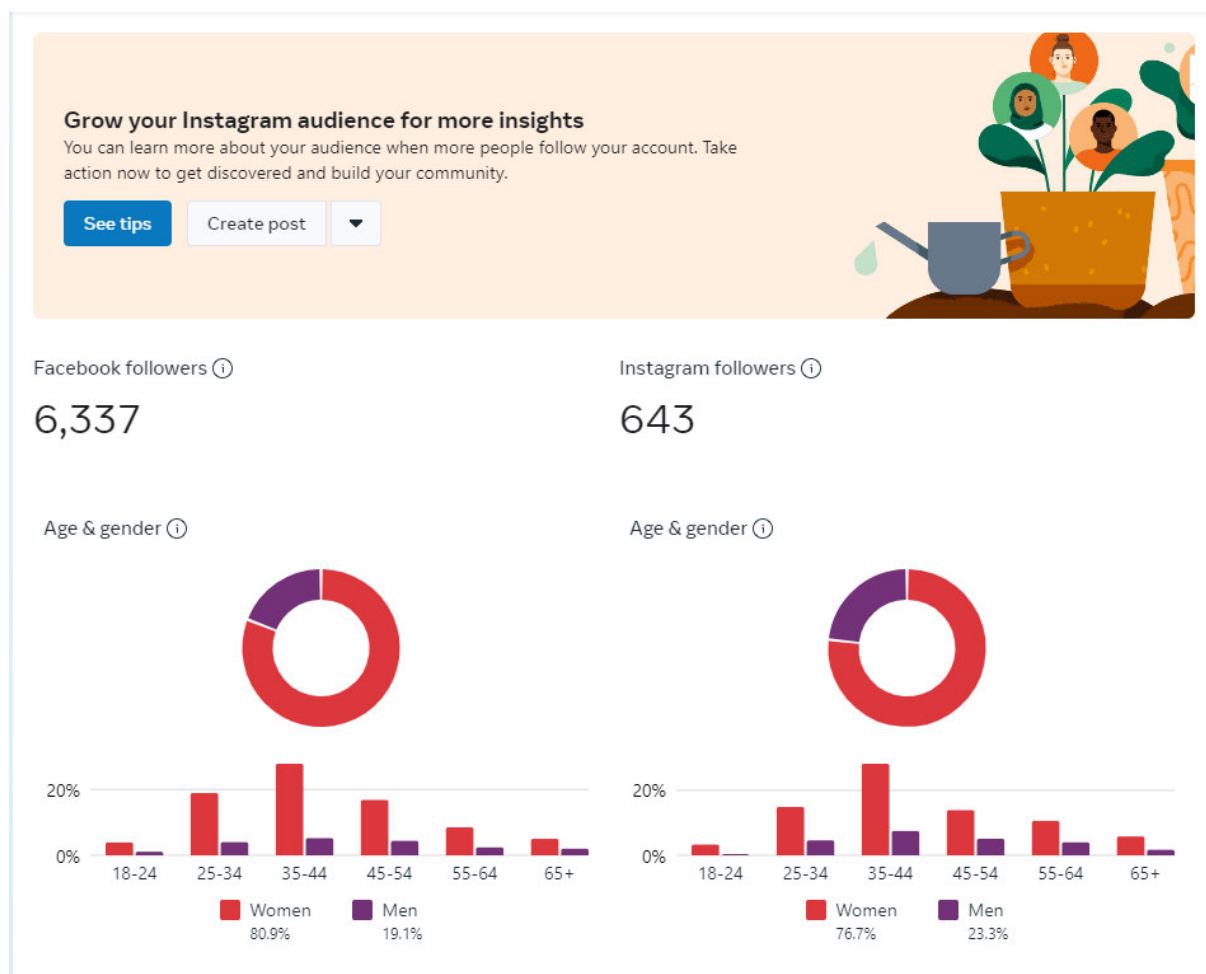 Grow your Instagram audience for more insights
You can learn more about your audience when more people follow your account. Take
action now to get discovered and build your community.
See tips
Create post
Facebook followers
6,337
Instagram followers
643
Age & gender
20%
0%
18-24
25-34
35-44
45-54
55-64
65+
Women
80.9%
Men
19.1%
Age & gender
20%
0%
18-24
25-34
35-44
45-54
55-64
65+
Women
76.7%
Men
23.3%